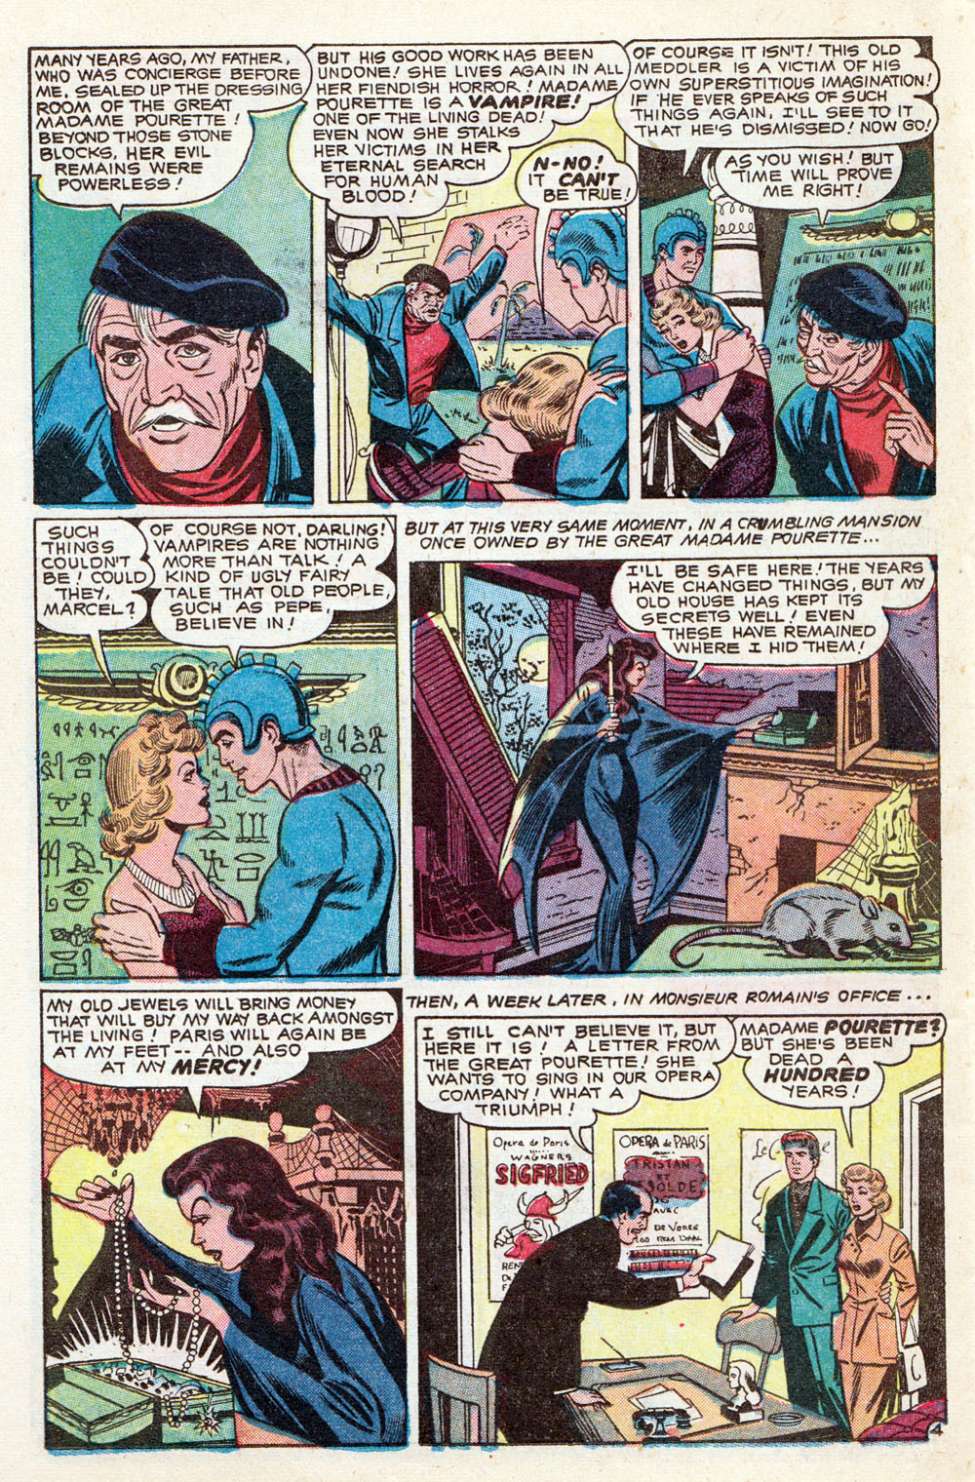 MANY YEARS AGO, MY FATHER,
WHO WAS CONCIERGE BEFORE
ME, SEALED UP THE DRESSING
ROOM OF THE GREAT
MADAME POURETTE!
BEYOND THOSE STONE
BLOCKS, HER EVIL
REMAINS WERE
POWERLESS!
BUT HIS GOOD WORK HAS BEEN
UNDONE! SHE LIVES AGAIN IN ALL
HER FIENDISH HORROR! MADAME
POURETTE IS A VAMPIRE!
ONE OF THE LIVING DEAD!
EVEN NOW SHE STALKS
HER VICTIMS IN HER
ETERNAL SEARCH
FOR HUMAN
BLOOD!
N-NO!
IT CAN'T
BE TRUE!
OF COURSE IT ISN'T! THIS OLD
MEDDLER IS A VICTIM OF HIS
OWN SUPERSTITIOUS IMAGINATION!
IF HE EVER SPEAKS OF SUCH
THINGS AGAIN, I'LL SEE TO IT
THAT HE'S DISMISSED! NOW GO!
AS YOU WISH! BUT
TIME WILL PROVE
ME RIGHT!
SUCH
THINGS
COULDN'T
BE! COULD
THEY,
MARCEL?
OF COURSE NOT, DARLING!
VAMPIRES ARE NOTHING
MORE THAN TALK! A
KIND OF UGLY FAIRY
TALE THAT OLD PEOPLE,
SUCH AS PEPE,
BELIEVE IN!
BUT AT THIS VERY SAME MOMENT, IN A CRUMBLING MANSION
ONCE OWNED BY THE GREAT MADAME POURETTE...
I'LL BE SAFE HERE! THE YEARS
HAVE CHANGED THINGS, BUT MY
OLD HOUSE HAS KEPT ITS
SECRETS WELL! EVEN
THESE HAVE REMAINED
WHERE I HID THEM!
MY OLD JEWELS WILL BRING MONEY
THAT WILL BUY MY WAY BACK AMONGST
THE LIVING! PARIS WILL AGAIN BE
AT MY FEET-- AND ALSO
AT MY MERCY!
THEN, A WEEK LATER, IN MONSIEUR ROMAIN'S OFFICE...
I STILL CAN'T BELIEVE IT, BUT
HERE IT IS! A LETTER FROM
THE GREAT POURETTE! SHE
WANTS TO SING IN OUR OPERA
COMPANY! WHAT A
TRIUMPH!
MADAME POURETTE?
BUT SHE'S BEEN
DEAD A
HUNDRED
YEARS!
Opera de Paris
WAGNERS
SIGFRIED
OPERA de PARIS
TRISTAN
ET
ISOLDE
AVEC
4